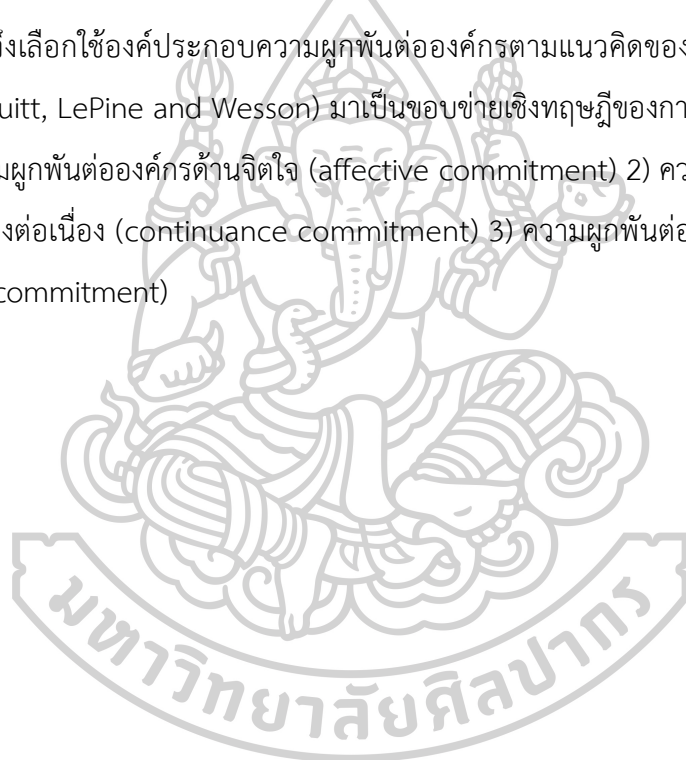 ึงเลือกใช้องค์ประกอบความผูกพันต่อองค์กรตามแนวคิดของ
uitt, LePine and Wesson) มาเป็นขอบข่ายเชิงทฤษฎีของกา
มผูกพันต่อองค์กรด้านจิตใจ (affective commitment) 2) คว
งต่อเนื่อง (continuance commitment) 3) ความผูกพันต่อ
commitment)
มหาวิทยาลัยศิลปากร